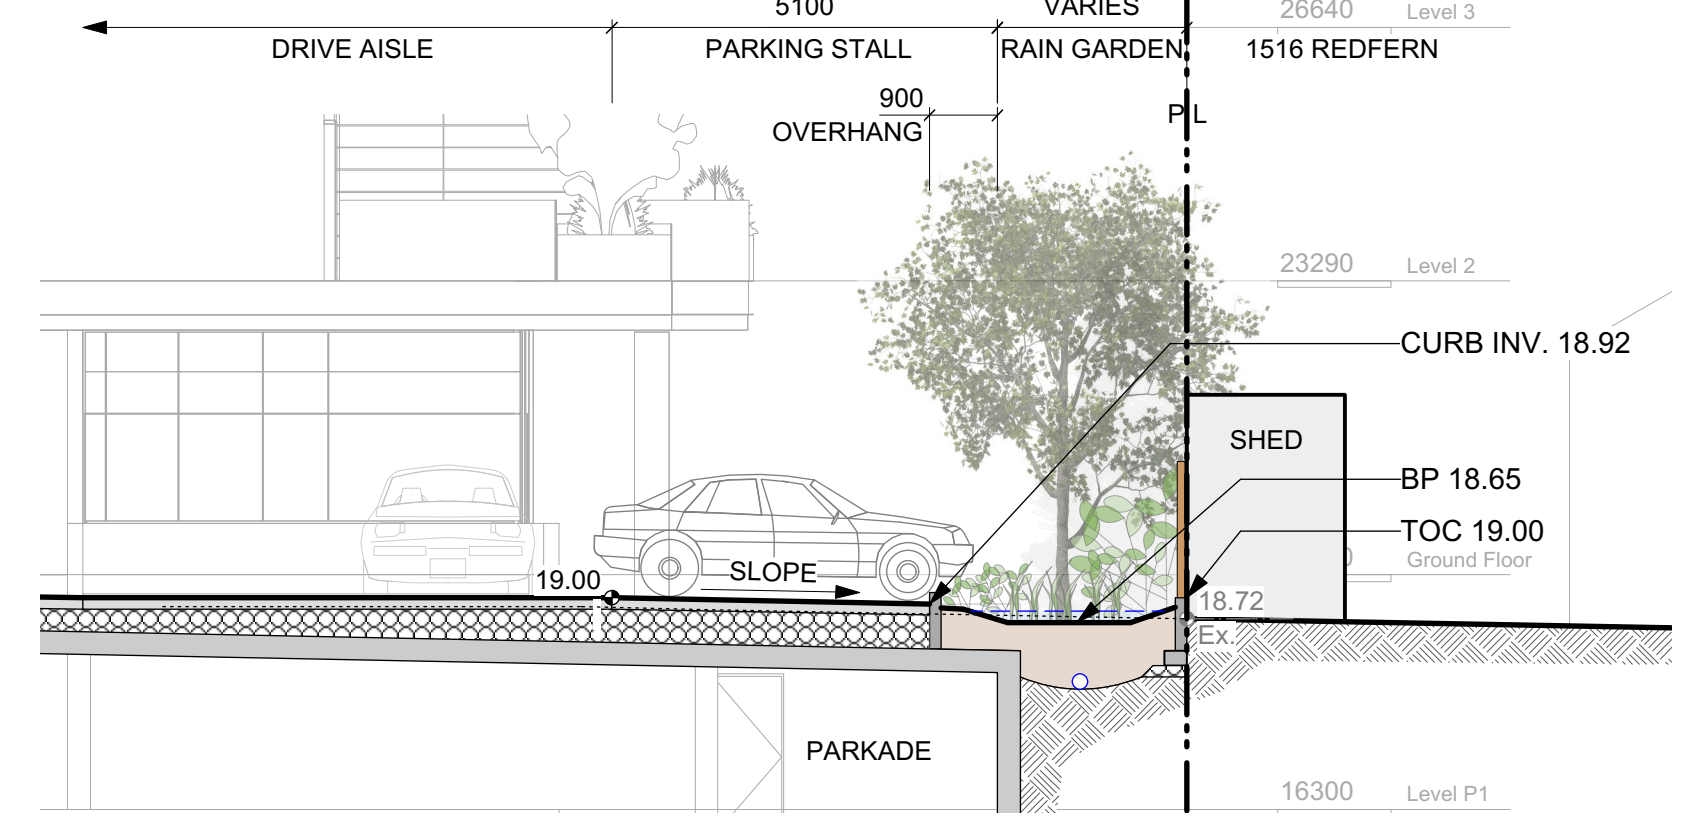 5100
VARIES
26640 Level 3
DRIVE AISLE
PARKING STALL
RAIN GARDEN
1516 REDFERN
900
OVERHANG
PL
23290 Level 2
CURB INV. 18.92
SHED
BP 18.65
TOC 19.00
0 Ground Floor
19.00
SLOPE
18.72
Ex.
PARKADE
16300 Level P1